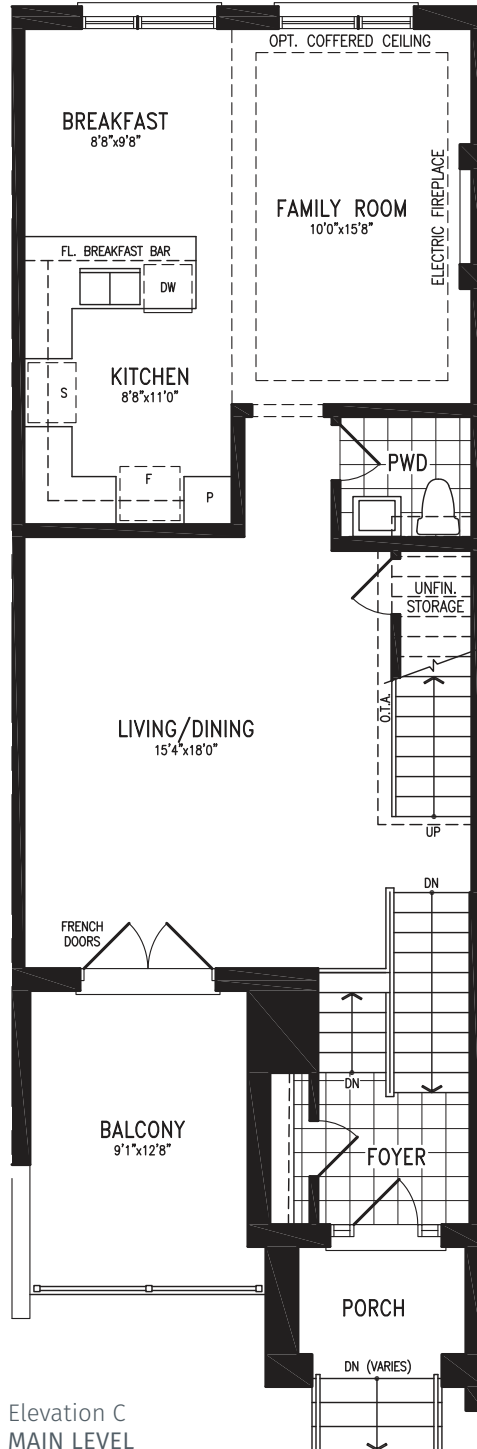 OPT. COFFERED CEILING
BREAKFAST
8'8"x9'8"
FAMILY ROOM
10'0"x15'8"
ELECTRIC FIREPLACE
FL. BREAKFAST BAR
DW
KITCHEN
8'8"x11'0"
S
F
P
PWD
UNFIN.
STORAGE
O.T.A.
LIVING/DINING
15'4"x18'0"
UP
DN
FRENCH
DOORS
DN
BALCONY
9'1"x12'8"
FOYER
PORCH
DN (VARIES)
Elevation C
MAIN LEVEL